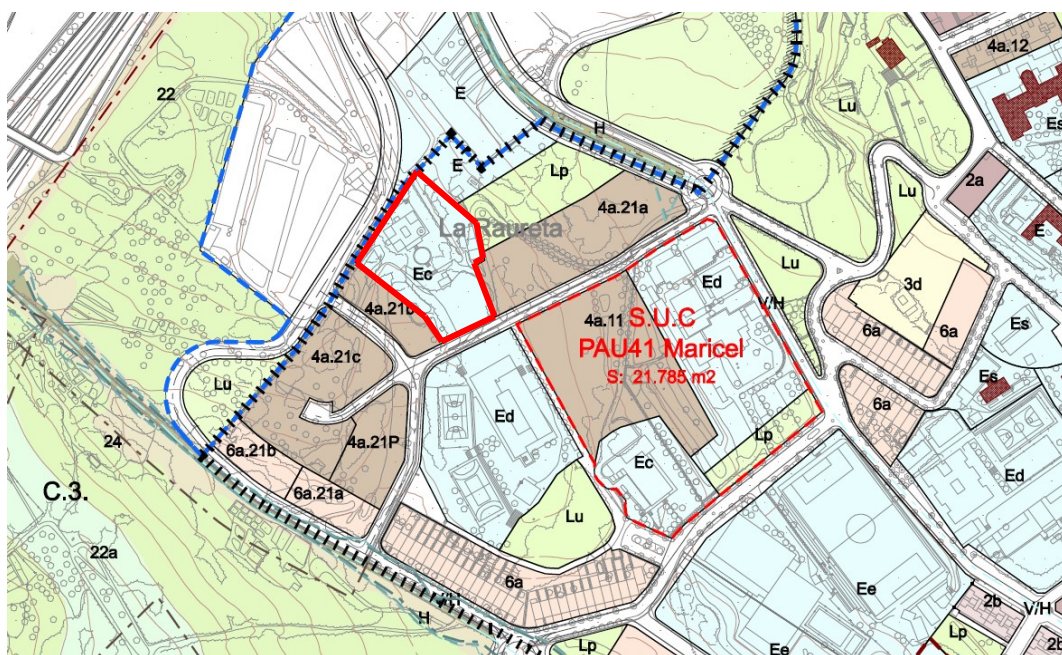 4a.12
22
E
Lu
Es
H
E
Lp
Lu
2a
4a.21a
La Raureta
E
Ec
Lu
Ed
3d
V/H
4a.21b
4a.11
S.U.C
PAU41 Maricel
S: 21.785 m2
6a
6a
Es
4a.21c
Es
Lu
Ed
6a
4a.21P
Lp
24
6a.21b
Ec
Ed
C.3.
6a.21a
Lu
22a
6a
Ee
2b
V/H
H
Lp
Lp
Ee
2b